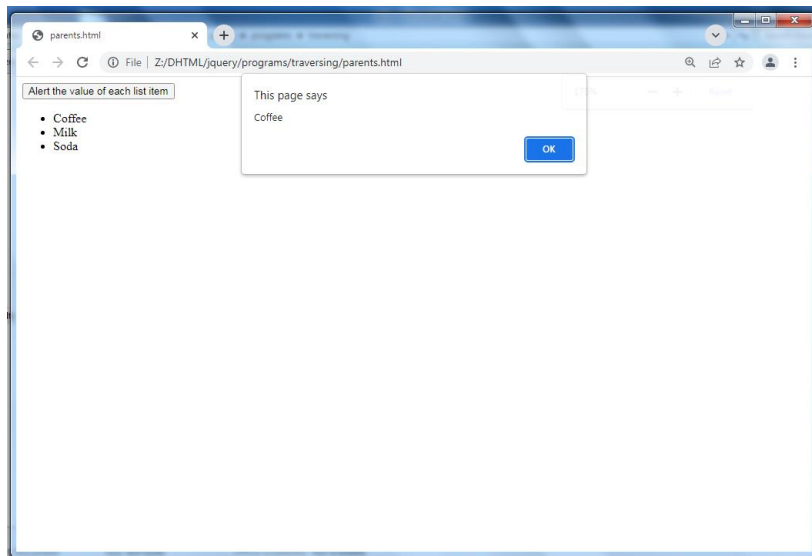 parents.html
File
Z:/DHTML/jquery/programs/traversing/parents.html
Alert the value of each list item
Coffee
Milk
Soda
This page says
Coffee
OK